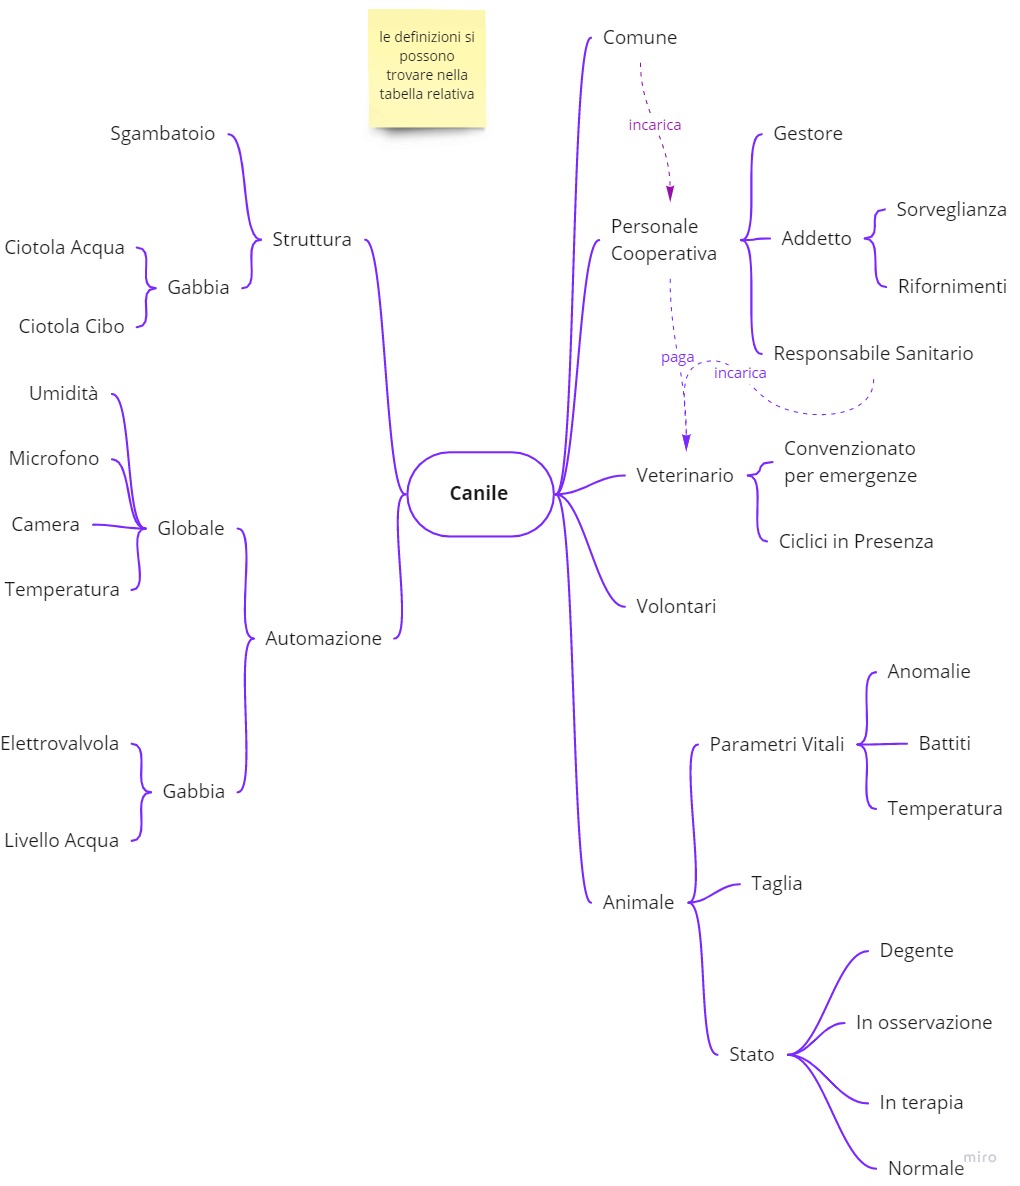 le definizioni si
possono
trovare nella
tabella relativa
Comune
incarica
Sgambatoio
Gestore
Sorveglianza
Personale
Cooperativa
Addetto
Struttura
Ciotola Acqua
Gabbia
Rifornimenti
Ciotola Cibo
paga
incarica
Responsabile Sanitario
Umidità
Microfono
Convenzionato
per emergenze
Veterinario
Canile
Camera
Globale
Ciclici in Presenza
Temperatura
Volontari
Automazione
Anomalie
Elettrovalvola
Parametri Vitali
Battiti
Gabbia
Temperatura
Livello Acqua
Taglia
Animale
Degente
In osservazione
Stato
In terapia
Normale
miro